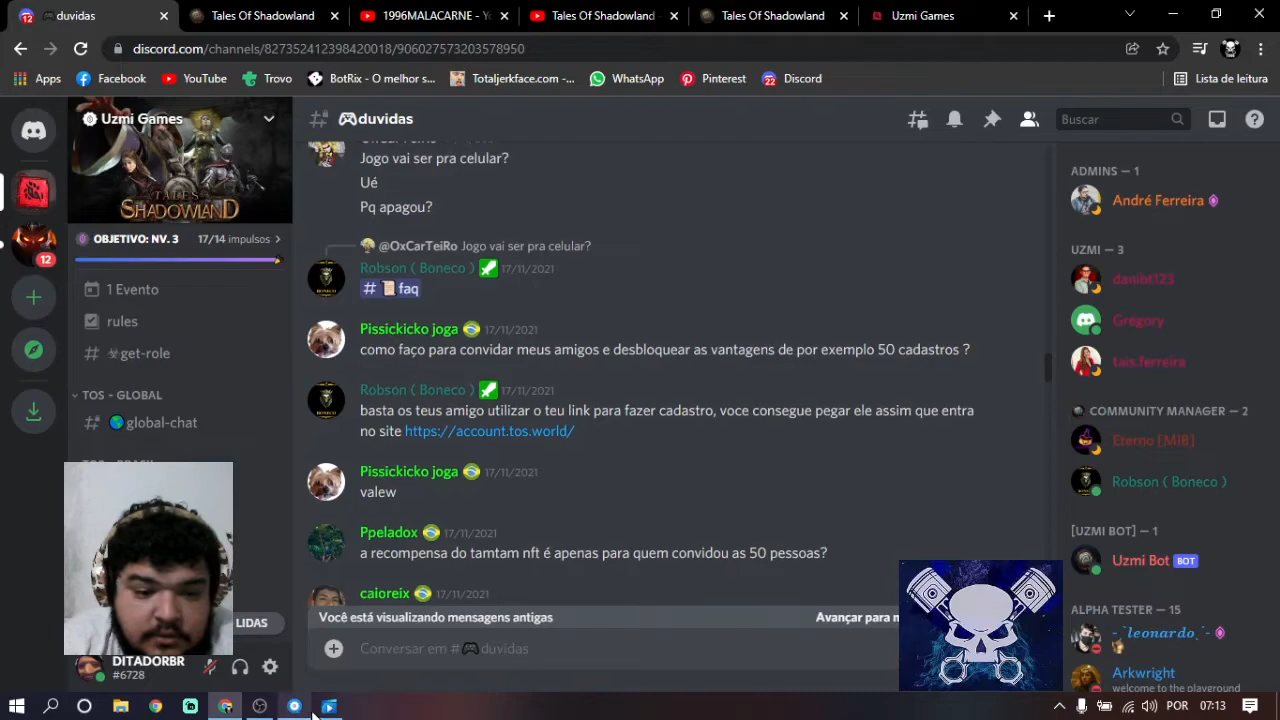 12
duvidas
Tales Of Shadowland
1996MALACARNE - Yo
Tales Of Shadowland
Tales Of Shadowland
Uzmi Games
discord.com/channels/827352412398420018/906027573203578950
Apps
Facebook
YouTube
Trovo
BotRix - O melhor s...
Totaljerkface.com -...
WhatsApp
Pinterest
22
Discord
Lista de leitura
Uzmi Games
TALES
SHADOWLAND
OBJETIVO: NV. 3
17/14 impulsos
12
1 Evento
rules
get-role
TOS - GLOBAL
global-chat
LIDAS
DITADORBR
#6728
duvidas
Buscar
Jogo vai ser pra celular?
Ué
Pq apagou?
@OxCarTeiRo Jogo vai ser pra celular?
Robson ( Boneco ) 17/11/2021
# faq
Pissickicko joga 17/11/2021
como faço para convidar meus amigos e desbloquear as vantagens de por exemplo 50 cadastros ?
Robson ( Boneco ) 17/11/2021
basta os teus amigo utilizar o teu link para fazer cadastro, voce consegue pegar ele assim que entra
no site https://account.tos.world/
Pissickicko joga 17/11/2021
valew
Ppeladox 17/11/2021
a recompensa do tamtam nft é apenas para quem convidou as 50 pessoas?
caioreix 17/11/2021
Você está visualizando mensagens antigas
Avançar para
Conversar em # duvidas
ADMINS — 1
André Ferreira
UZMI — 3
danibt123
Gregory
tais.ferreira
COMMUNITY MANAGER — 2
Eterno [MIB]
Robson ( Boneco )
[UZMI BOT] — 1
Uzmi Bot BOT
ALPHA TESTER — 15
-`leonardo´-
Arkwright
welcome to the playground
POR
07:13